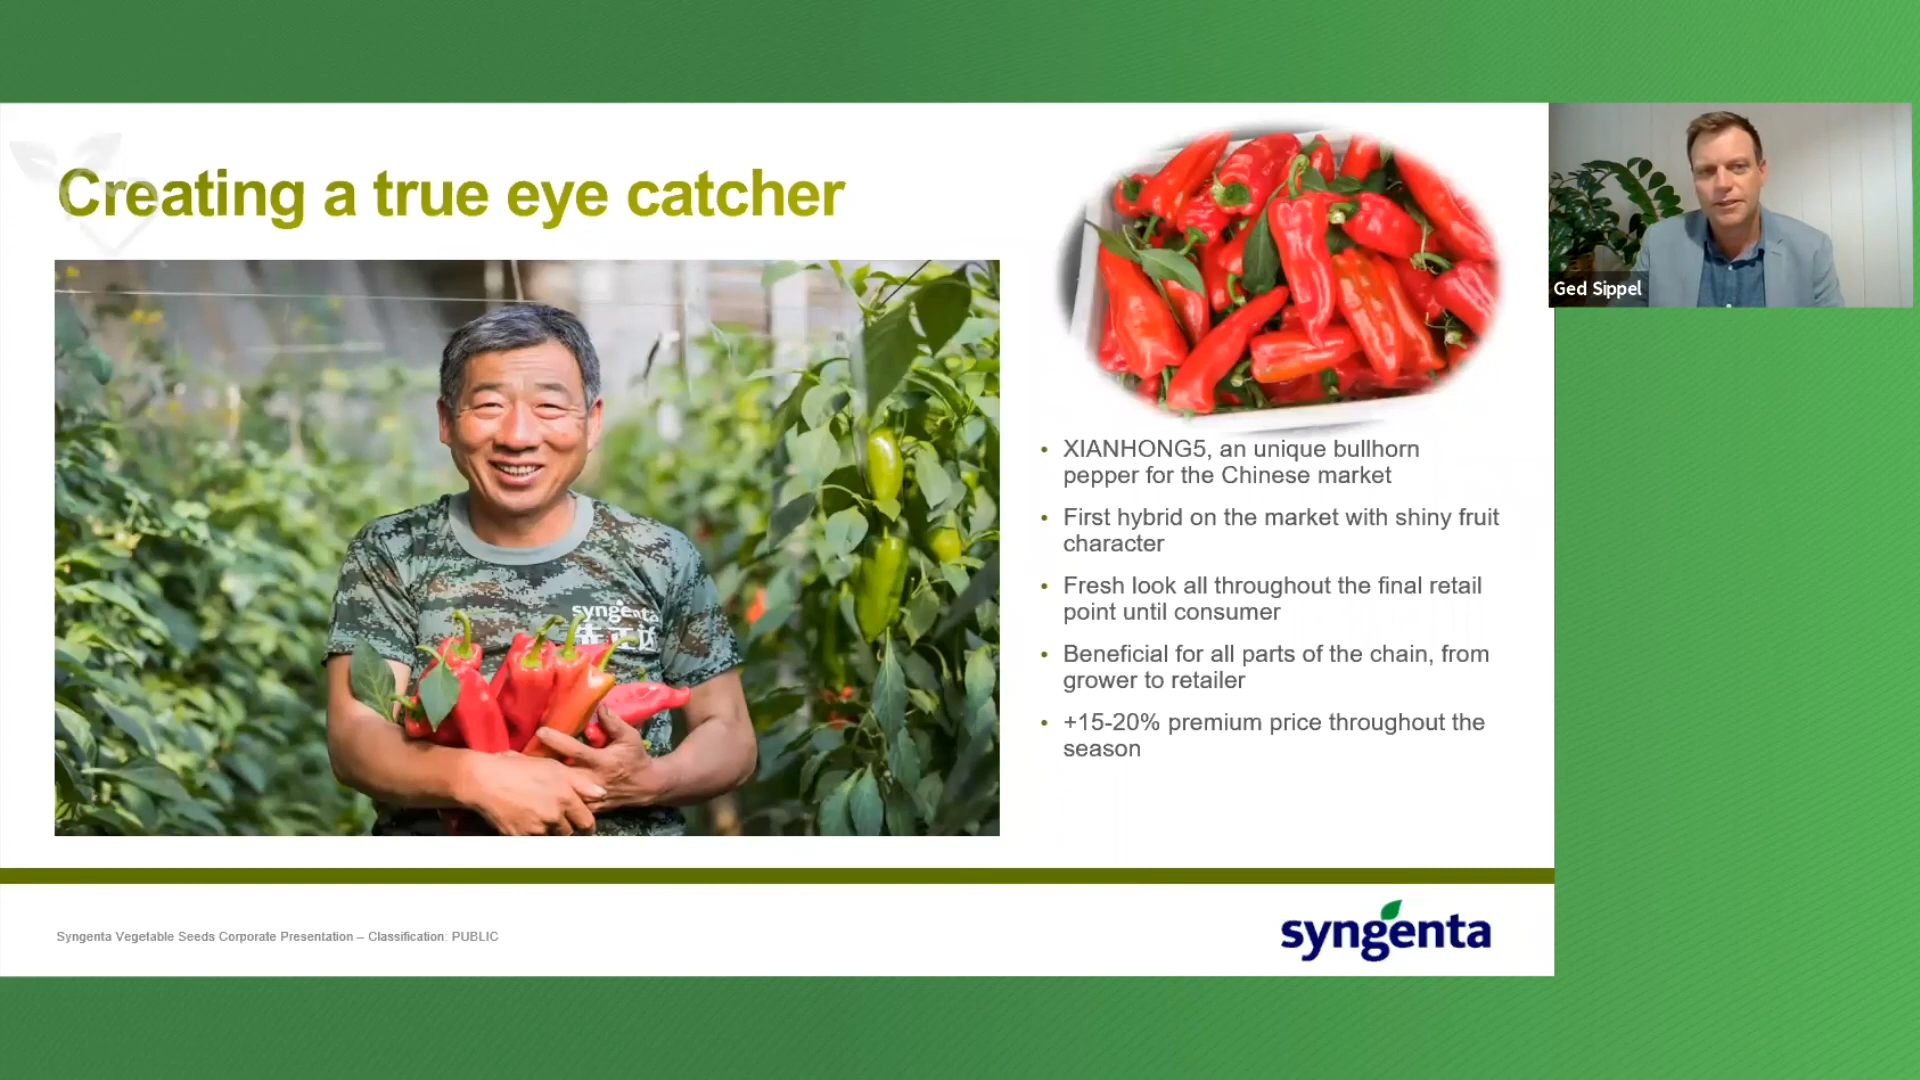 Creating a true eye catcher
Ged Sippel
XIANHONG5, an unique bullhorn
pepper for the Chinese market
First hybrid on the market with shiny fruit
character
Fresh look all throughout the final retail
point until consumer
Beneficial for all parts of the chain, from
grower to retailer
+15-20% premium price throughout the
season
syngenta
Syngenta Vegetable Seeds Corporate Presentation – Classification: PUBLIC
syngenta